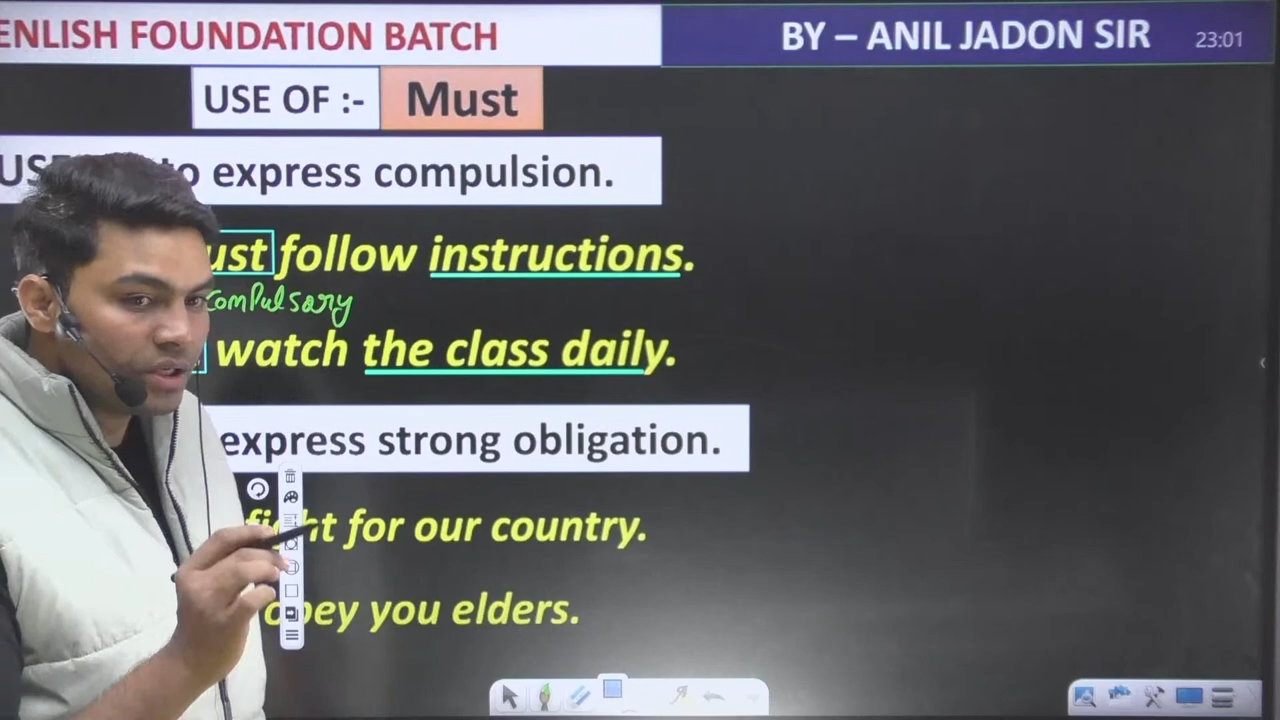 ENLISH FOUNDATION BATCH
BY – ANIL JADON SIR
23:01
USE OF :- Must
to express compulsion.
ust follow instructions.
compulsary
watch the class daily.
express strong obligation.
fight for our country.
obey you elders.